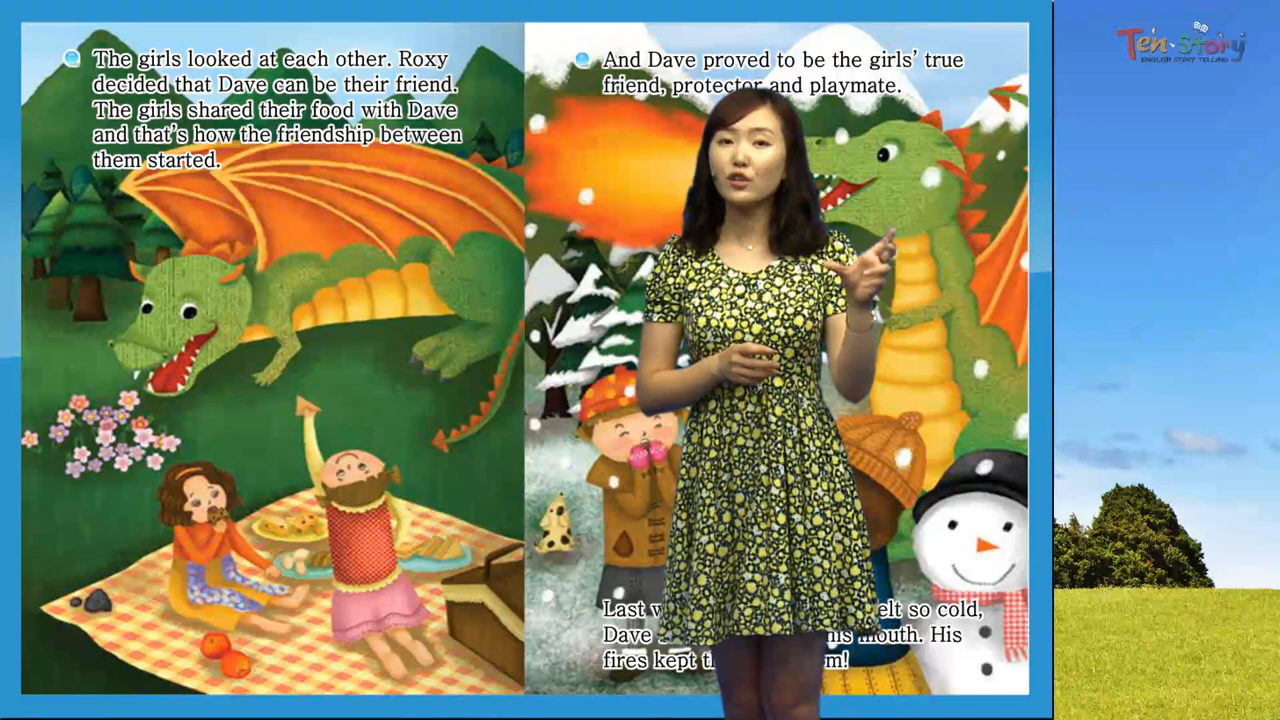 The girls looked at each other. Roxy
decided that Dave can be their friend.
The girls shared their food with Dave
and that's how the friendship between
them started.
And Dave proved to be the girls' true
friend, protector and playmate.
Last elt so cold,
Dave mouth. His
fires kept
Ten Story
ENGLISH STORY TELLING